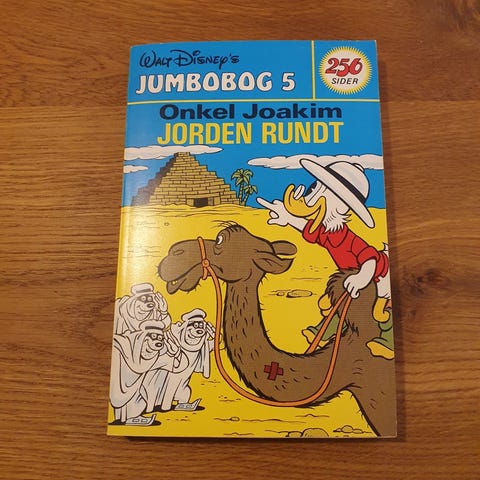 Walt Disney's
JUMBOBOG 5
256
SIDER
Onkel Joakim
JORDEN RUNDT